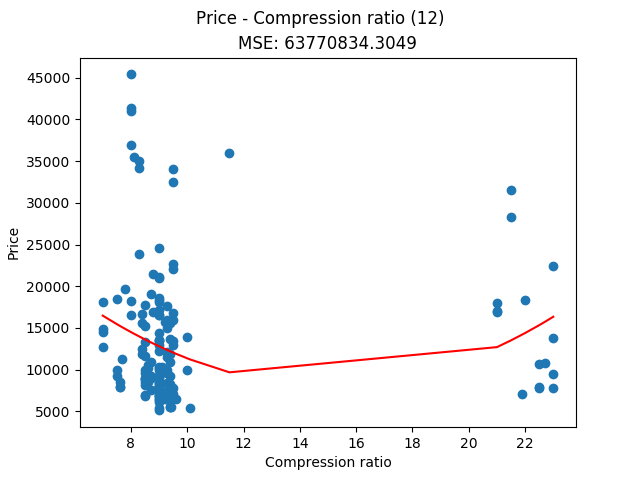 Price - Compression ratio (12)
MSE: 63770834.3049
45000
40000
35000
30000
25000
20000
15000
10000
5000
Price
8 10 12 14 16 18 20 22
Compression ratio